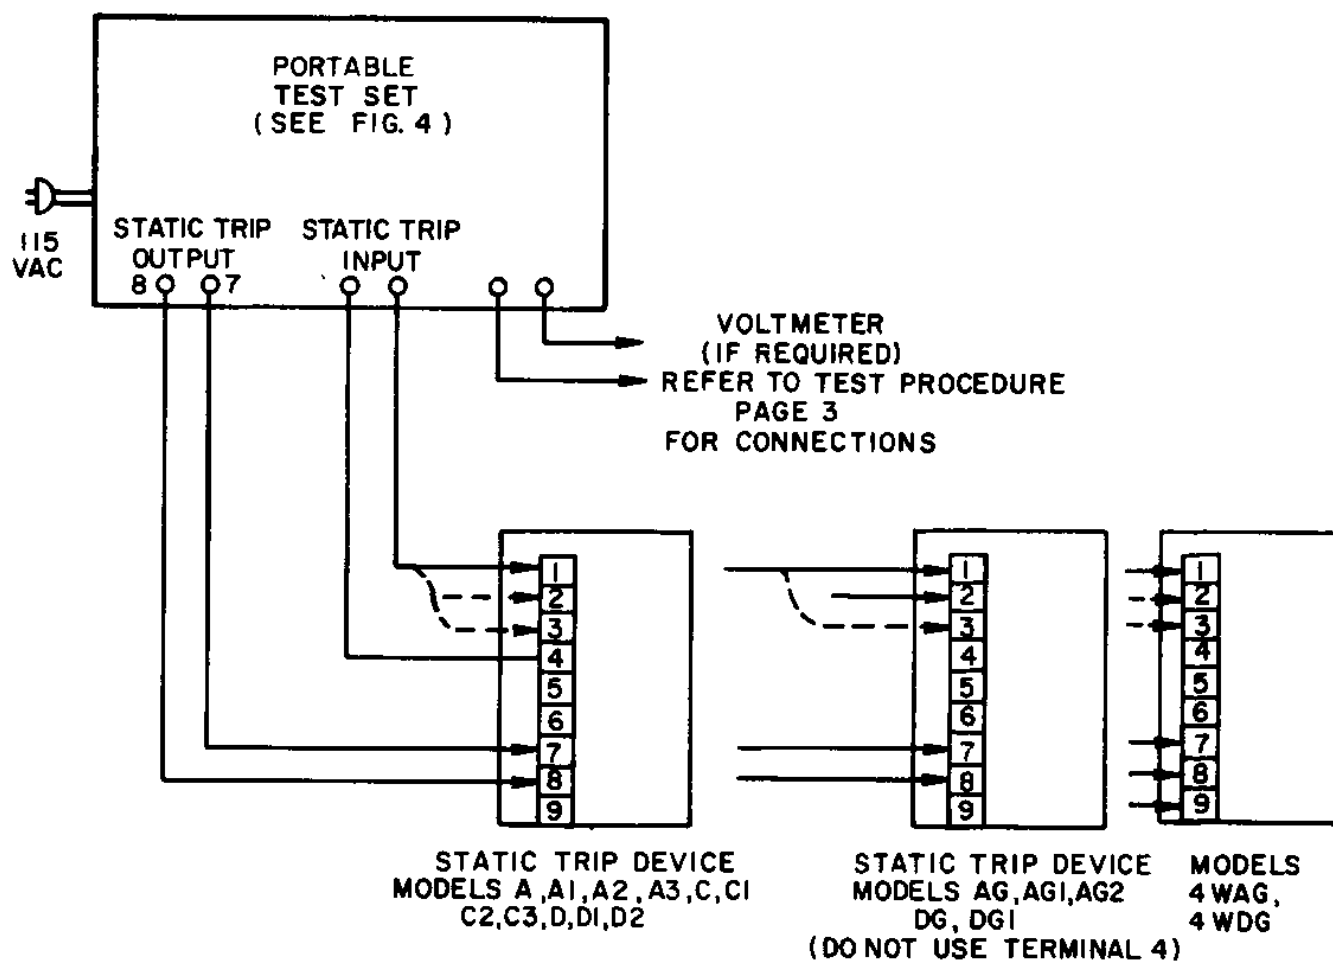 PORTABLE
TEST SET
(SEE FIG. 4)
115
VAC
STATIC TRIP
OUTPUT
8 7
STATIC TRIP
INPUT
VOLTMETER
(IF REQUIRED)
REFER TO TEST PROCEDURE
PAGE 3
FOR CONNECTIONS
1
2
3
4
5
6
7
8
9
STATIC TRIP DEVICE
MODELS A,A1,A2,A3,C,C1
C2,C3,D,D1,D2
1
2
3
4
5
6
7
8
9
STATIC TRIP DEVICE
MODELS AG,AG1,AG2
DG, DG1
(DO NOT USE TERMINAL 4)
1
2
3
4
5
6
7
8
9
MODELS
4 WAG,
4 WDG